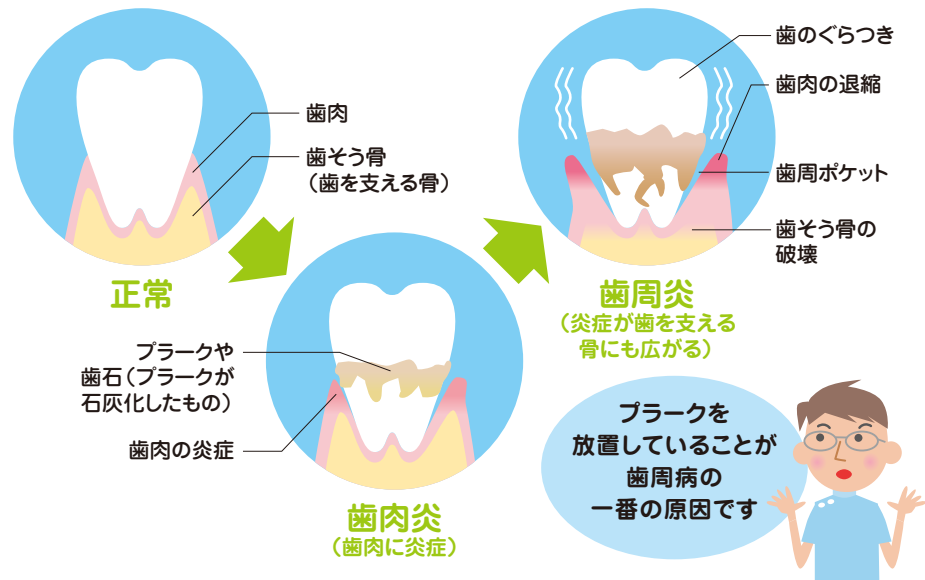 歯肉
歯そう骨
（歯を支える骨）
正常
プラークや
歯石（プラークが
石灰化したもの）
歯肉の炎症
歯肉炎
（歯肉に炎症）
歯のぐらつき
歯肉の退縮
歯周ポケット
歯そう骨の
破壊
歯周炎
（炎症が歯を支える
骨にも広がる）
プラークを
放置していることが
歯周病の
一番の原因です